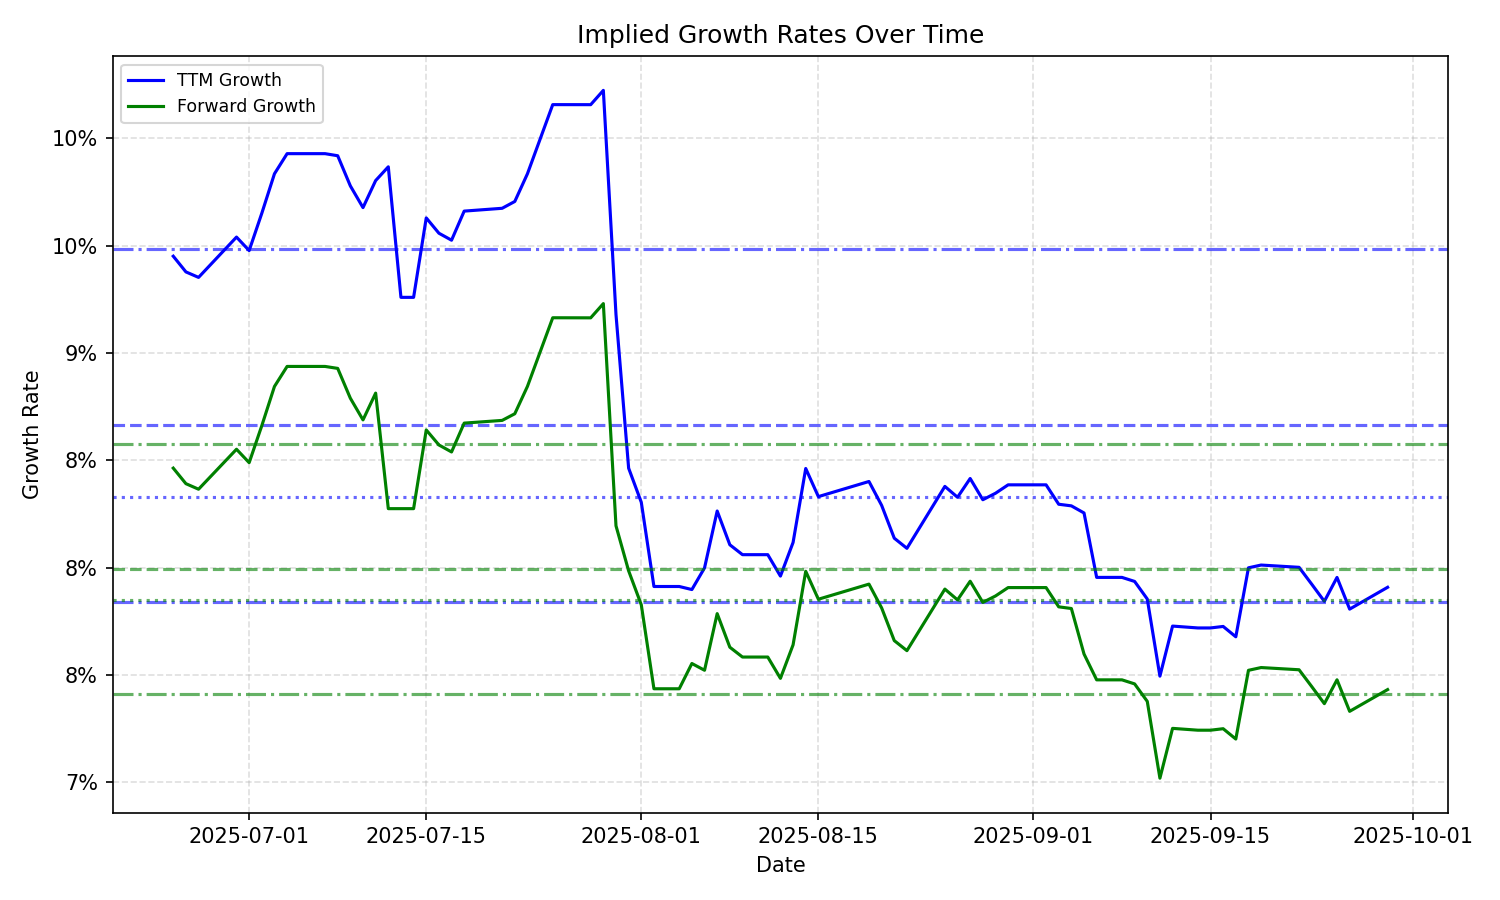 Implied Growth Rates Over Time
TTM Growth
Forward Growth
10%
10%
9%
8%
8%
8%
7%
Growth Rate
2025-07-01
2025-07-15
2025-08-01
2025-08-15
2025-09-01
2025-09-15
2025-10-01
Date